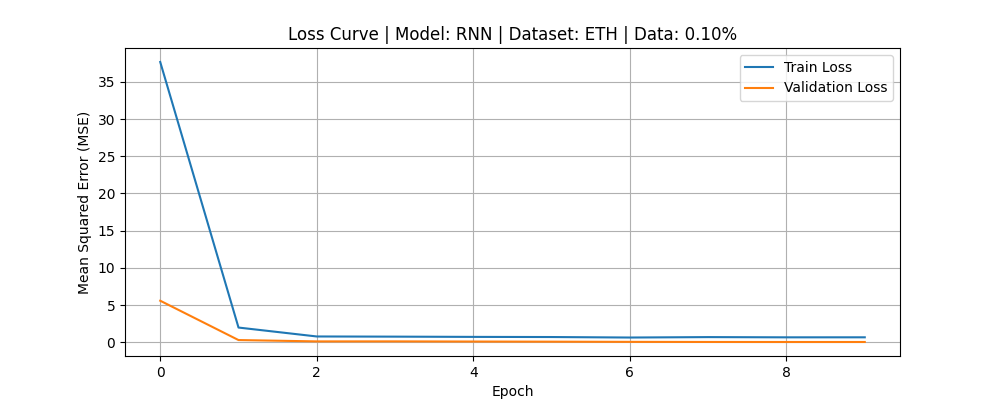 Loss Curve | Model: RNN | Dataset: ETH | Data: 0.10%
Train Loss
Validation Loss
Mean Squared Error (MSE)
35
30
25
20
15
10
5
0
0 2 4 6 8
Epoch